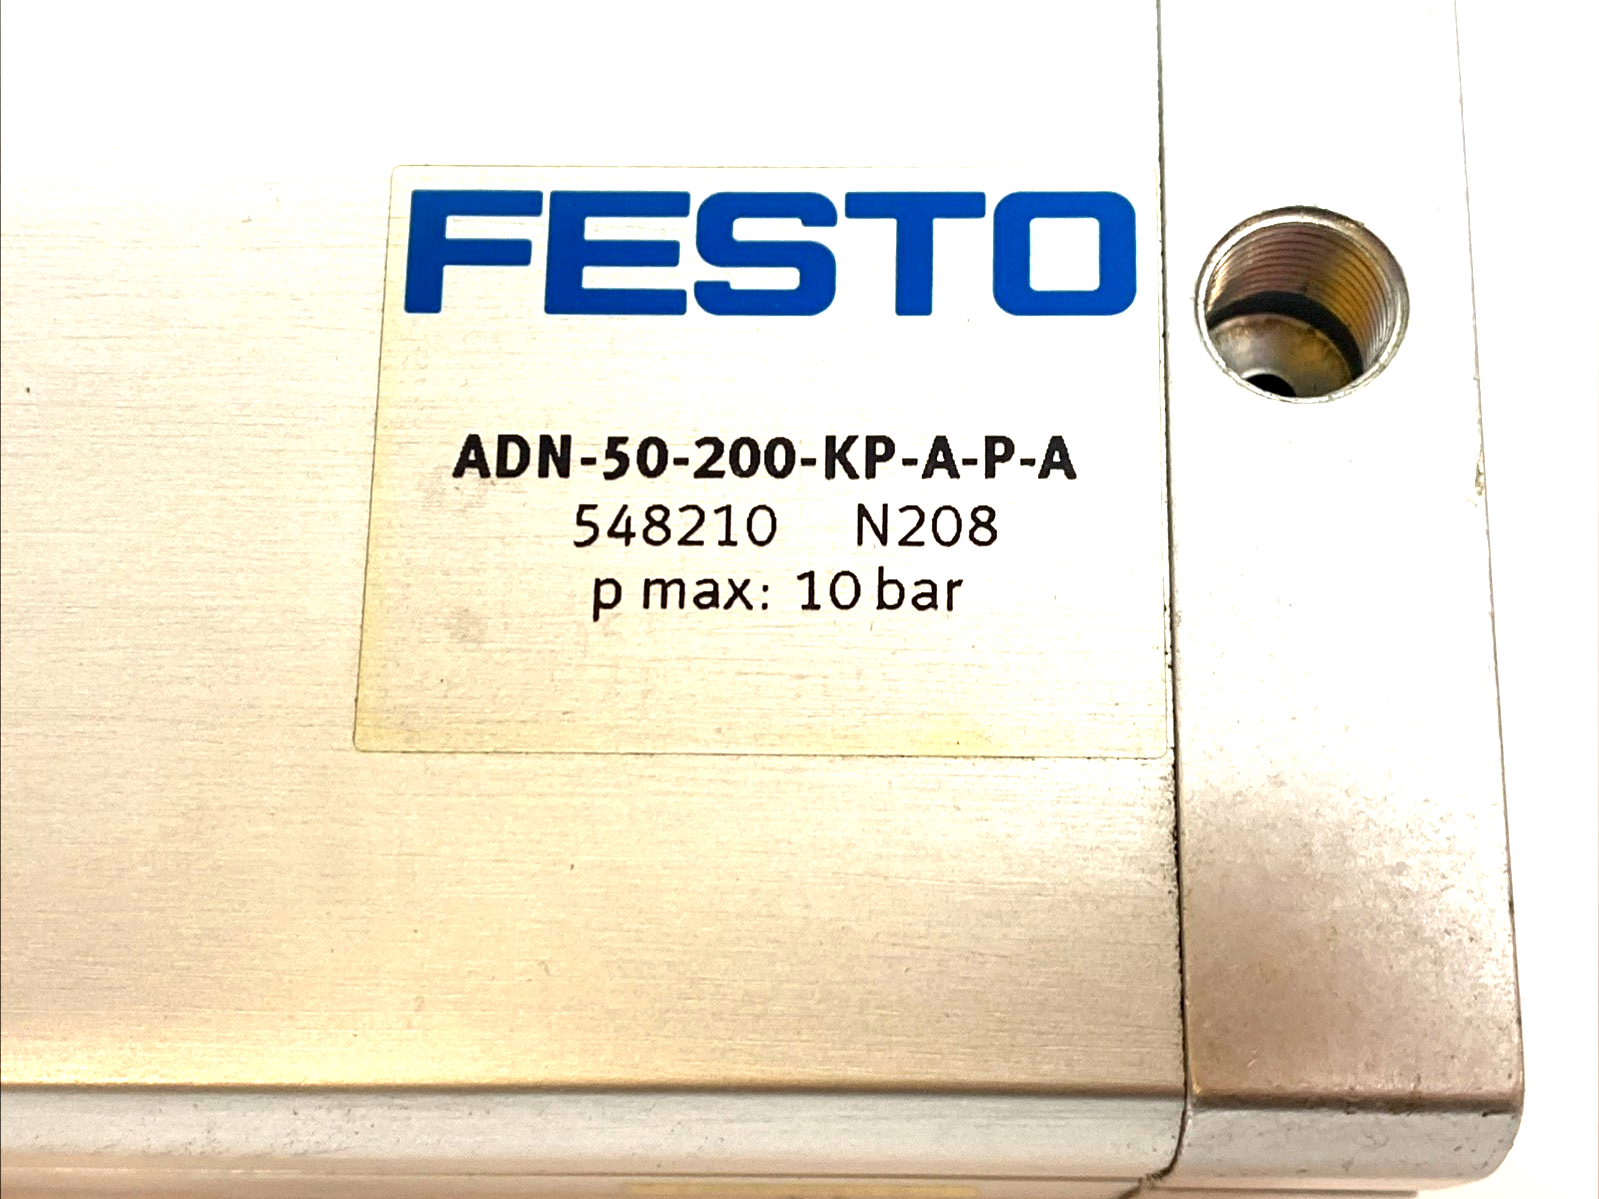 FESTO
ADN-50-200-KP-A-P-A
548210 N208
p max: 10 bar